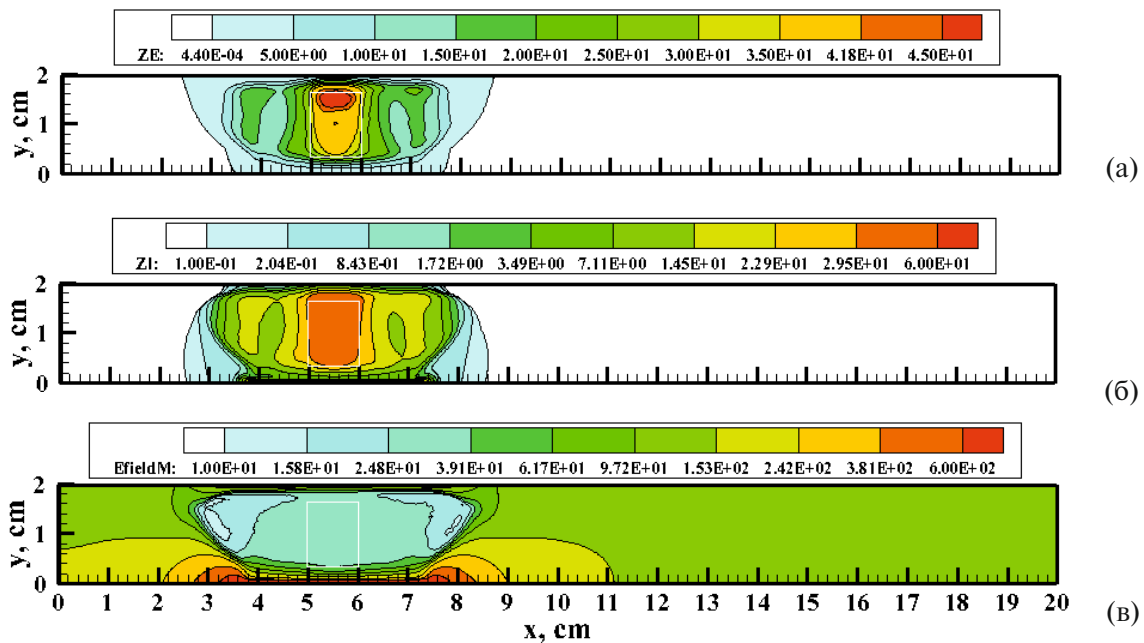 ZE: 4.40E-04 5.00E+00 1.00E+01 1.50E+01 2.00E+01 2.50E+01 3.00E+01 3.50E+01 4.18E+01 4.50E+01
2
1
0
y, cm
(а)
ZI: 1.00E-01 2.04E-01 8.43E-01 1.72E+00 3.49E+00 7.11E+00 1.45E+01 2.29E+01 2.95E+01 6.00E+01
2
1
0
y, cm
(б)
EfieldM: 1.00E+01 1.58E+01 2.48E+01 3.91E+01 6.17E+01 9.72E+01 1.53E+02 2.42E+02 3.81E+02 6.00E+02
2
1
0
y, cm
0 1 2 3 4 5 6 7 8 9 10 11 12 13 14 15 16 17 18 19 20
x, cm
(в)